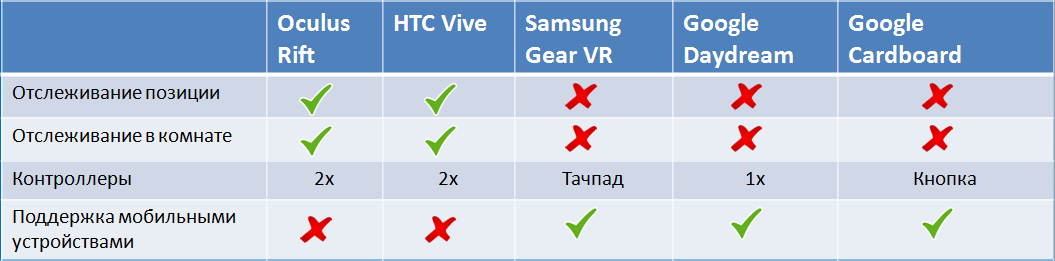 Oculus Rift HTC Vive Samsung Gear VR Google Daydream Google Cardboard
Отслеживание позиции
Отслеживание в комнате
Контроллеры 2x 2x Тачпад 1x Кнопка
Поддержка мобильными
устройствами